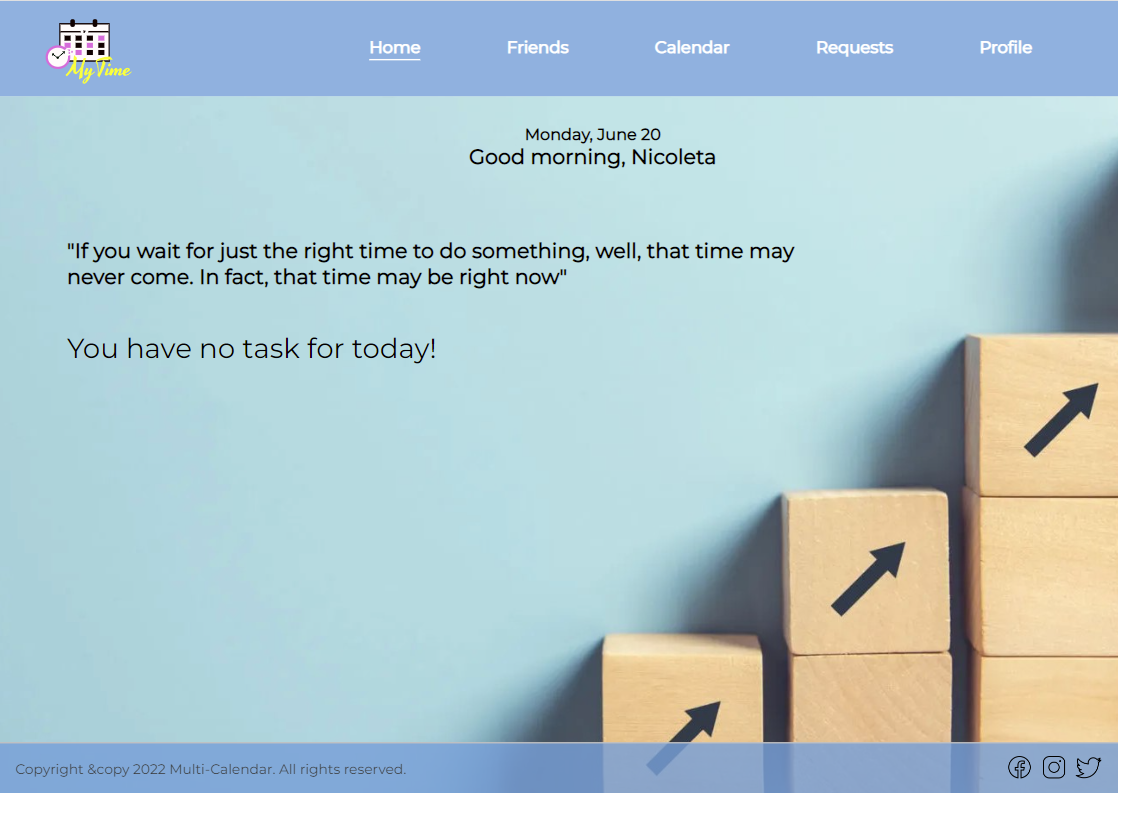 My Time
Home
Friends
Calendar
Requests
Profile
Monday, June 20
Good morning, Nicoleta
"If you wait for just the right time to do something, well, that time may
never come. In fact, that time may be right now"
You have no task for today!
Copyright &copy 2022 Multi-Calendar. All rights reserved.